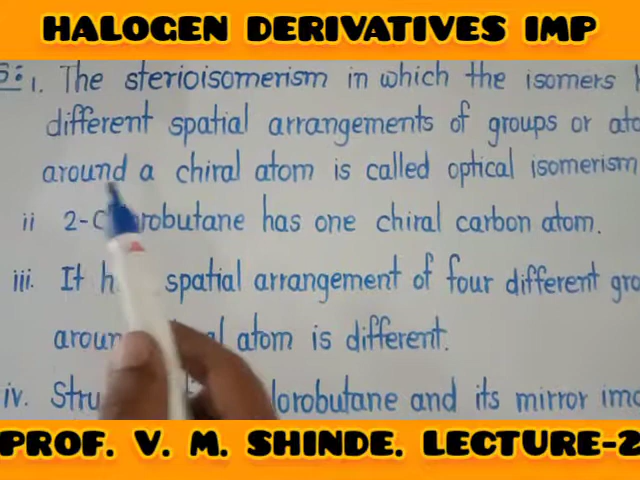 HALOGEN DERIVATIVES IMP
i. The sterioisomerism in which the isomers
different spatial arrangements of groups or
around a chiral atom is called optical isomerism
ii 2- robutane has one chiral carbon atom.
iii. It spatial arrangement of four different
atom is different.
iv. lorobutane and its mirror
PROF. V. M. SHINDE. LECTURE-2